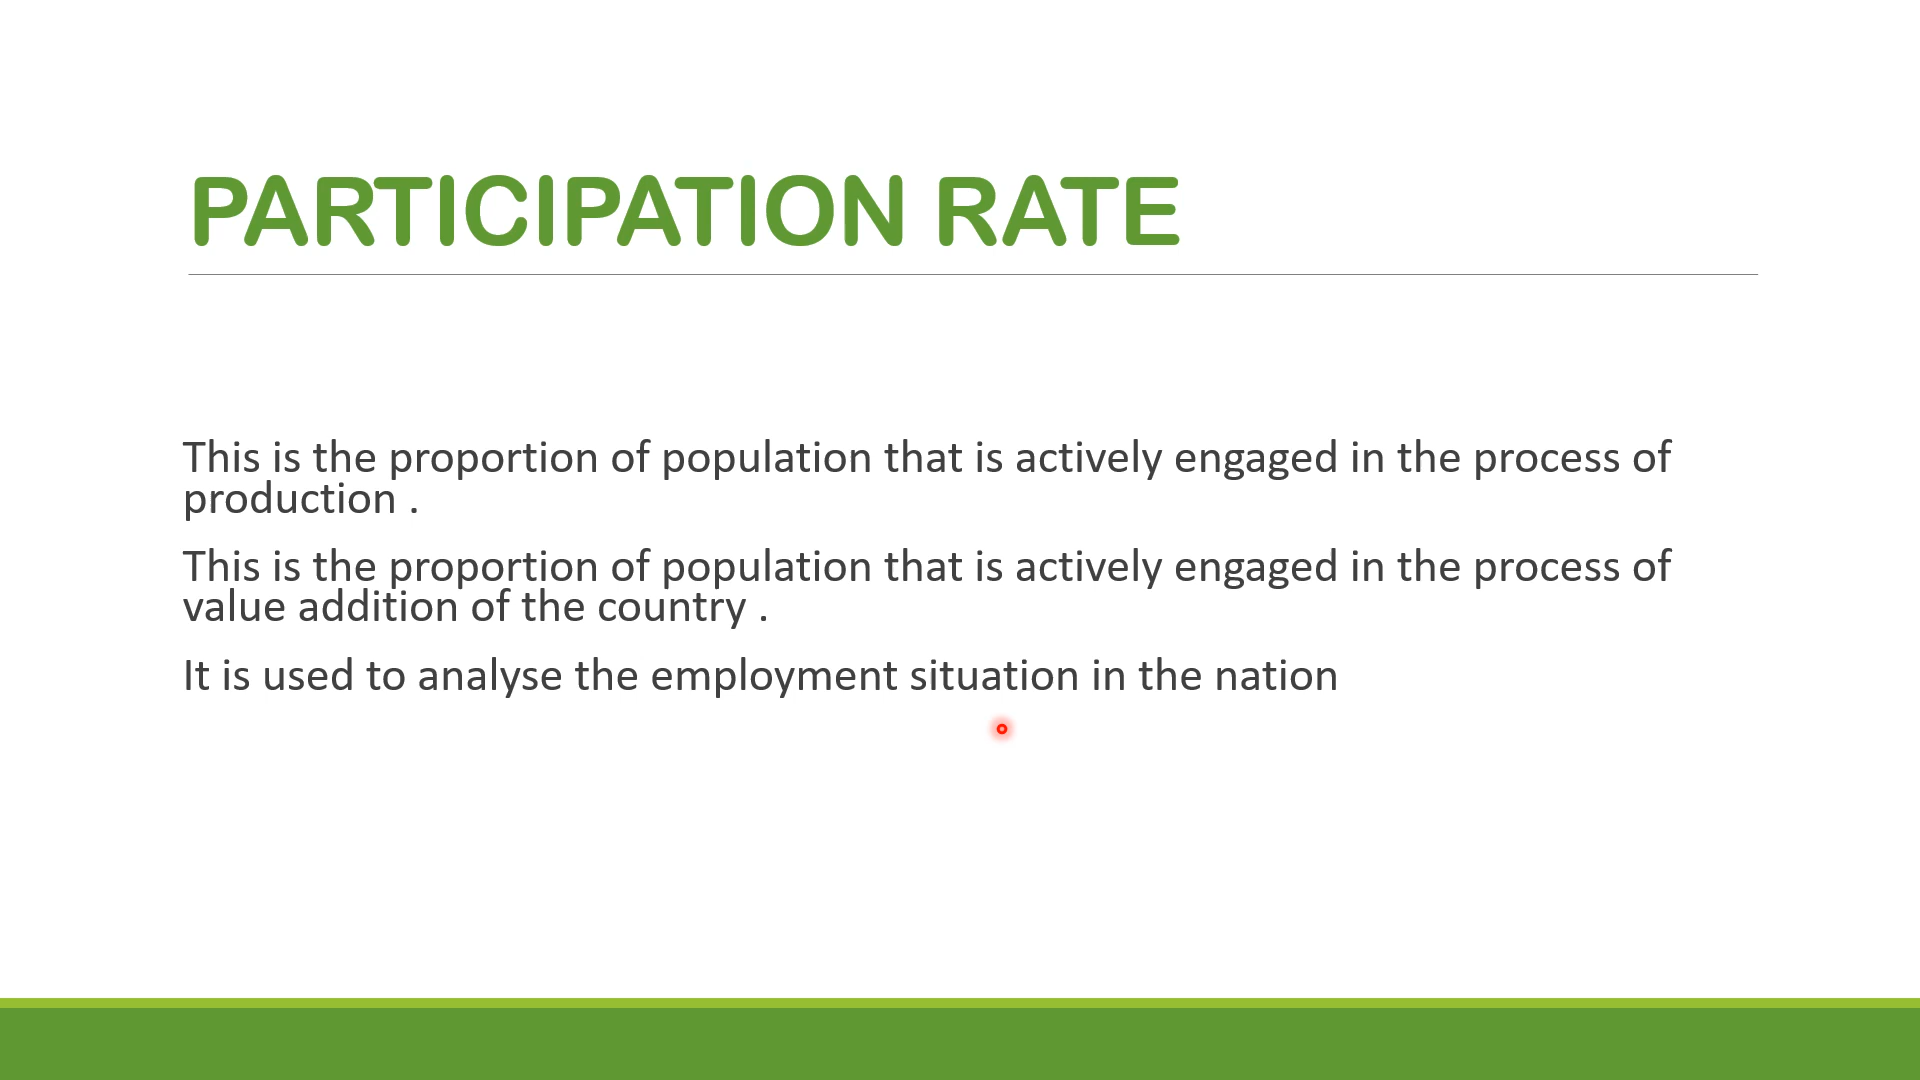 PARTICIPATION RATE
This is the proportion of population that is actively engaged in the process of
production .
This is the proportion of population that is actively engaged in the process of
value addition of the country .
It is used to analyse the employment situation in the nation